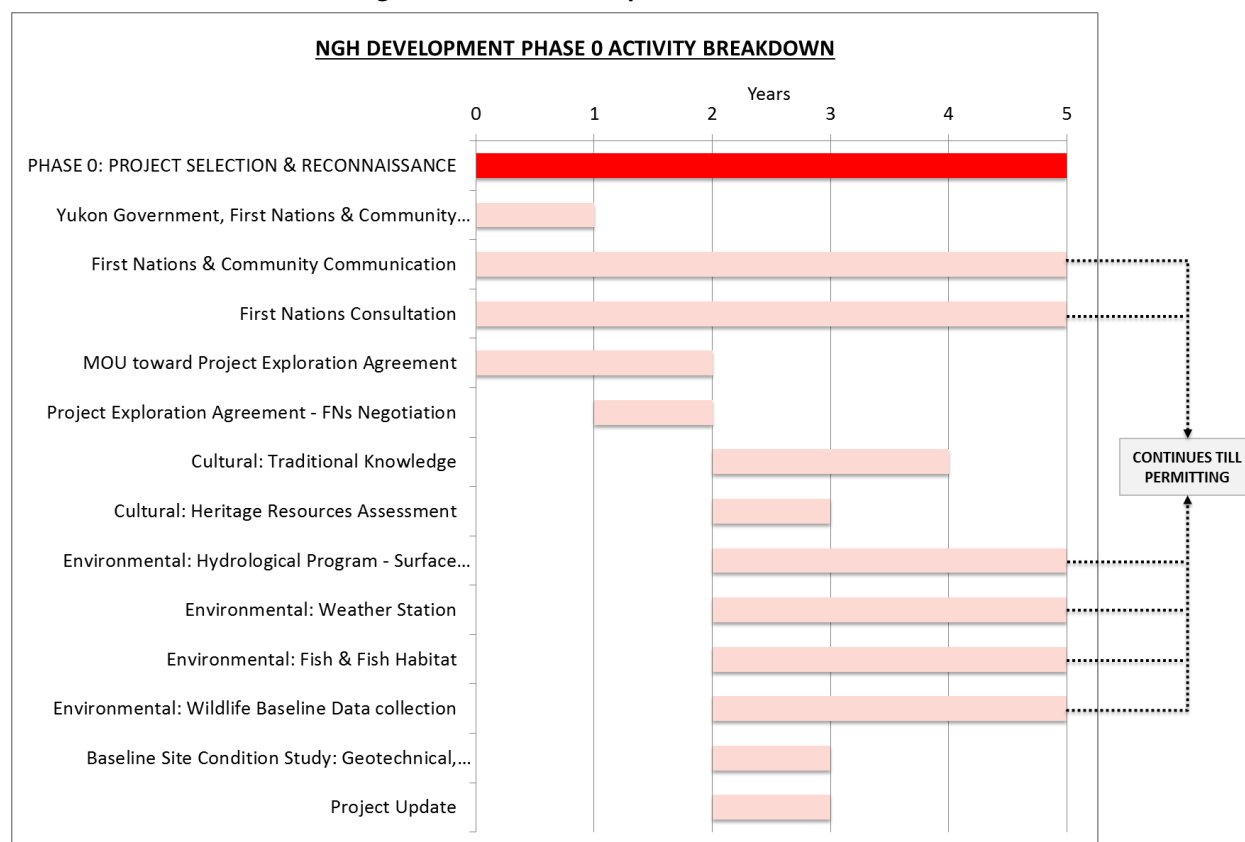 NGH DEVELOPMENT PHASE 0 ACTIVITY BREAKDOWN
Years
0 1 2 3 4 5
PHASE 0: PROJECT SELECTION & RECONNAISSANCE
Yukon Government, First Nations & Community...
First Nations & Community Communication
First Nations Consultation
MOU toward Project Exploration Agreement
Project Exploration Agreement - FNs Negotiation
Cultural: Traditional Knowledge
Cultural: Heritage Resources Assessment
Environmental: Hydrological Program - Surface...
Environmental: Weather Station
Environmental: Fish & Fish Habitat
Environmental: Wildlife Baseline Data collection
Baseline Site Condition Study: Geotechnical,...
Project Update
CONTINUES TILL
PERMITTING